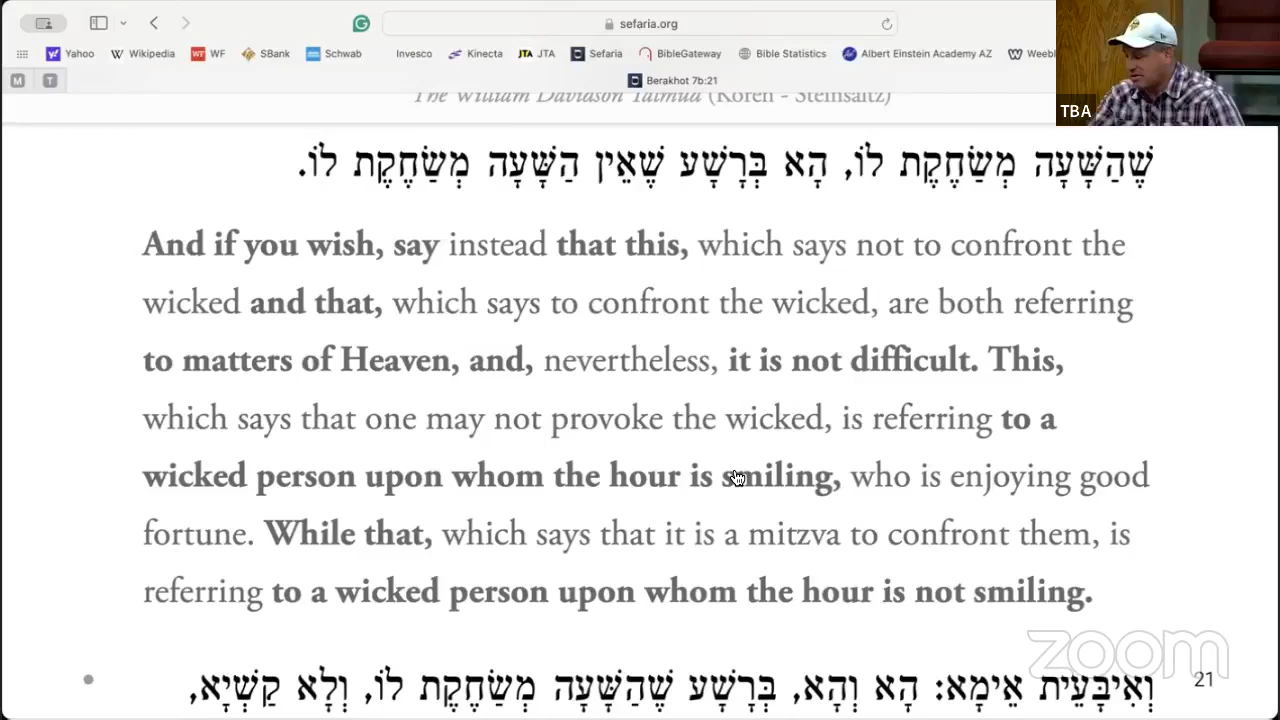 sefaria.org
Yahoo Wikipedia WF SBank Schwab Invesco Kinecta JTA Sefaria BibleGateway Bible Statistics Albert Einstein Academy AZ Weebl
M T Berakhot 7b:21
The William Davidson Talmud (Koren - Steinsaltz)
TBA
שֶׁהַשָּׁעָה מְשַׂחֶקֶת לוֹ, הָא בְּרָשָׁע שֶׁאֵין הַשָּׁעָה מְשַׂחֶקֶת לוֹ.
And if you wish, say instead that this, which says not to confront the
wicked and that, which says to confront the wicked, are both referring
to matters of Heaven, and, nevertheless, it is not difficult. This,
which says that one may not provoke the wicked, is referring to a
wicked person upon whom the hour is smiling, who is enjoying good
fortune. While that, which says that it is a mitzva to confront them, is
referring to a wicked person upon whom the hour is not smiling.
zoom
וְאִיבָּעֵית אֵימָא: הָא וְהָא, בְּרָשָׁע שֶׁהַשָּׁעָה מְשַׂחֶקֶת לוֹ, וְלָא קַשְׁיָא,
21